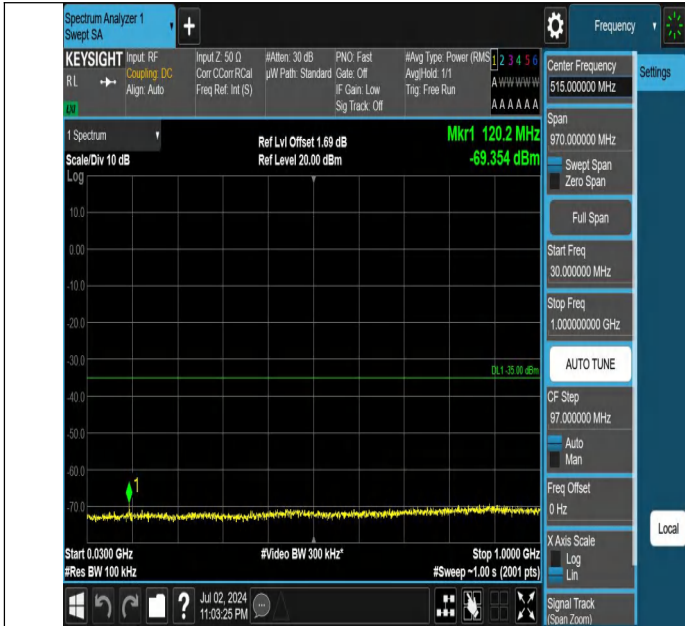 Spectrum Analyzer 1
Swept SA
+
Frequency
KEYSIGHT
RL
LXI
Input: RF
Coupling: DC
Align: Auto
Input Z: 50 Ω
Corr CCorr RCal
Freq Ref: Int (S)
#Atten: 30 dB
µW Path: Standard
PNO: Fast
Gate: Off
IF Gain: Low
Sig Track: Off
#Avg Type: Power (RMS
Avg|Hold: 1/1
Trig: Free Run
1 2 3 4 5 6
A W W W W W
A A A A A A
1 Spectrum
Scale/Div 10 dB
Log
Ref Lvl Offset 1.69 dB
Ref Level 20.00 dBm
Mkr1 120.2 MHz
-69.354 dBm
10.0
0.00
-10.0
-20.0
-30.0
DL1 -35.00 dBm
-40.0
-50.0
-60.0
1
-70.0
Start 0.0300 GHz
#Res BW 100 kHz
#Video BW 300 kHz*
Stop 1.0000 GHz
#Sweep ~1.00 s (2001 pts)
Jul 02, 2024
11:03:25 PM
?
Center Frequency
515.000000 MHz
Span
970.000000 MHz
Swept Span
Zero Span
Full Span
Start Freq
30.000000 MHz
Stop Freq
1.000000000 GHz
AUTO TUNE
CF Step
97.000000 MHz
Auto
Man
Freq Offset
0 Hz
X Axis Scale
Log
Lin
Signal Track
(Span Zoom)
Settings
Local